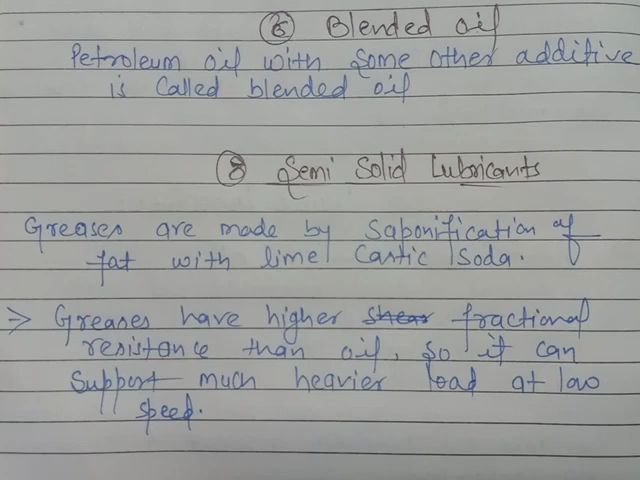 ⑧ Blended oil
Petroleum oil with some other additive
is called blended oil
⑧ Semi Solid Lubricants
Greases are made by Saponification of
fat with lime Castic Soda.
⇒ Greases have higher shear fractional
resistance than oil, so it can
support much heavier load at low
speed.